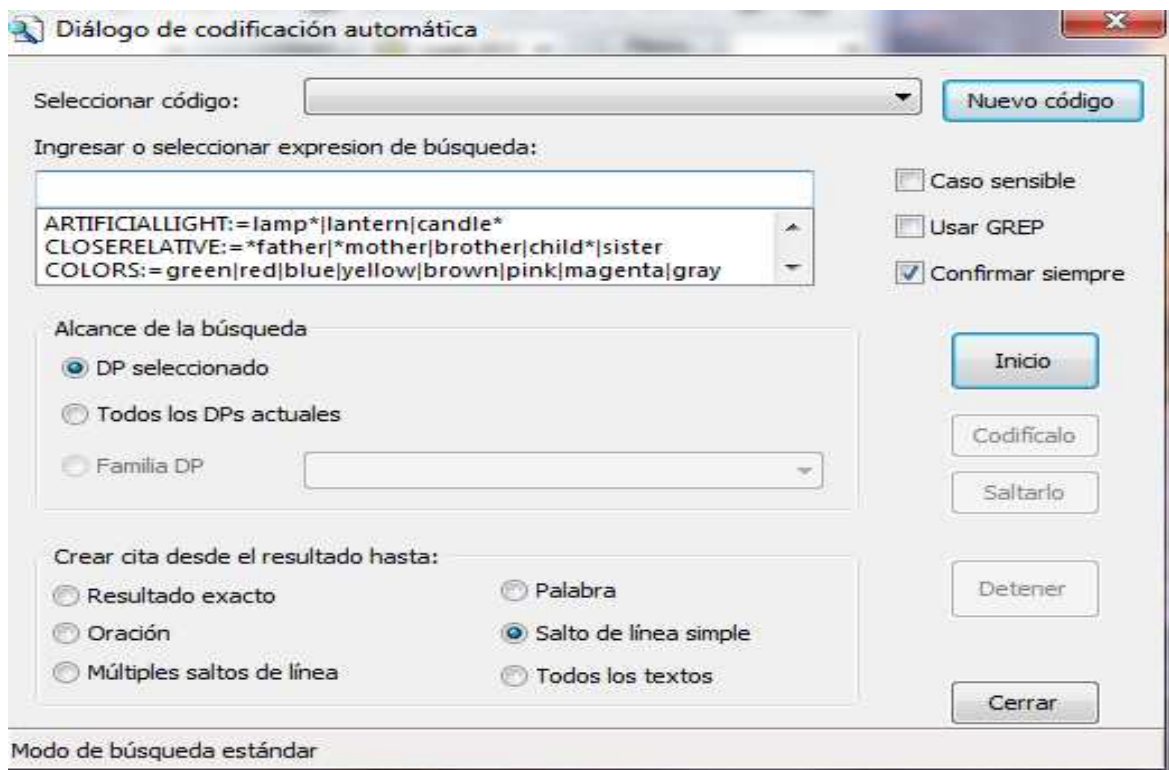 Diálogo de codificación automática
Seleccionar código:
Nuevo código
Ingresar o seleccionar expresion de búsqueda:
Caso sensible
ARTIFICIALLIGHT:=lamp*|lantern|candle*
CLOSERELATIVE:=*father|*mother|brother|child*|sister
COLORS:=green|red|blue|yellow|brown|pink|magenta|gray
Usar GREP
Confirmar siempre
Alcance de la búsqueda
DP seleccionado
Todos los DPs actuales
Familia DP
Inicio
Codifícalo
Saltarlo
Crear cita desde el resultado hasta:
Resultado exacto
Palabra
Oración
Salto de línea simple
Múltiples saltos de línea
Todos los textos
Detener
Cerrar
Modo de búsqueda estándar